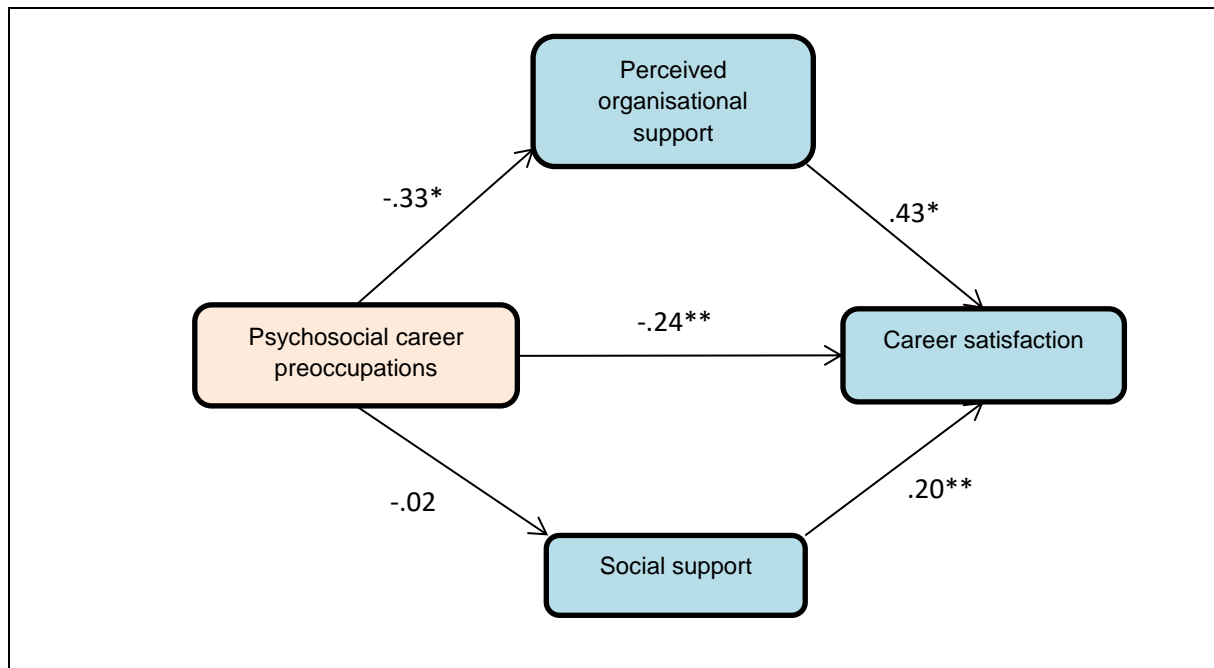 Perceived
organisational
support
-.33*
.43*
Psychosocial career
preoccupations
-.24**
Career satisfaction
-.02
.20**
Social support